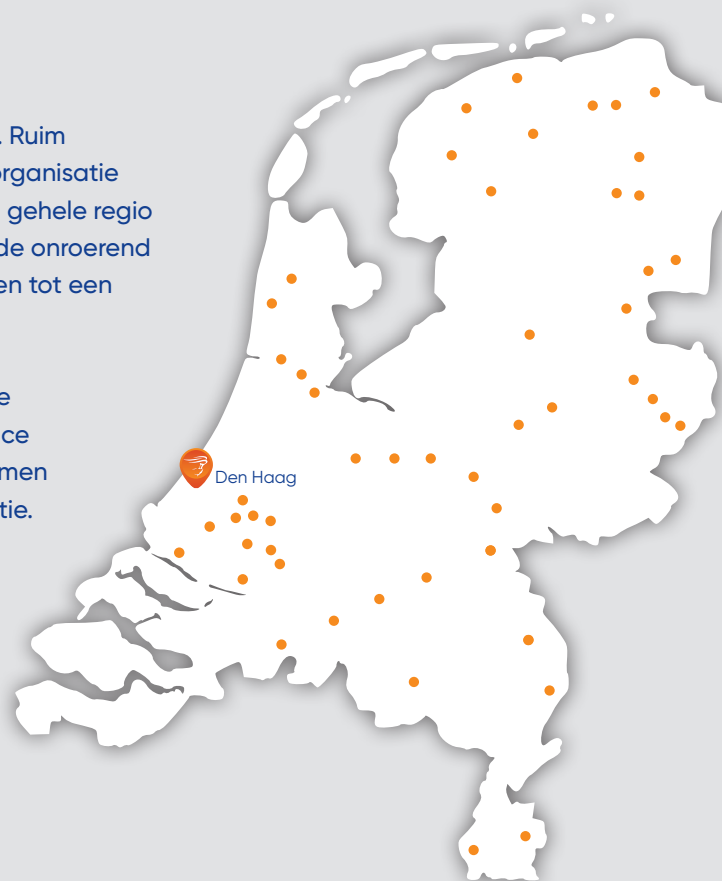 . Ruim
organisatie
gehele regio
de onroerend
en tot een
e
ce
men
tie.
Den Haag